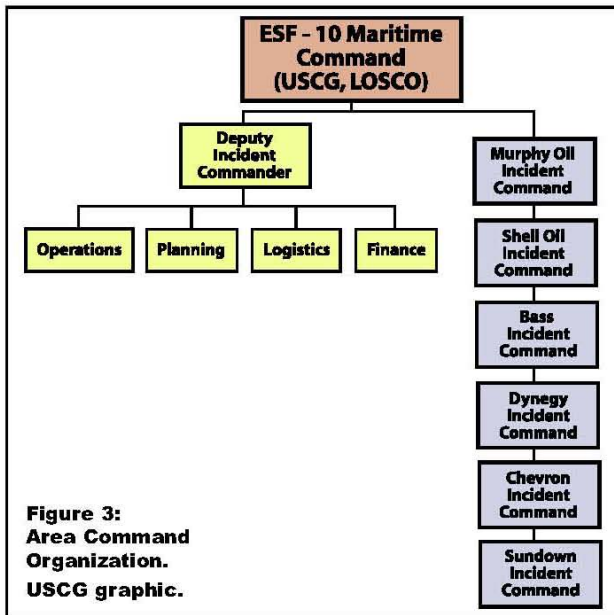 ESF - 10 Maritime
Command
(USCG, LOSCO)
Deputy
Incident
Commander
Operations
Planning
Logistics
Finance
Murphy Oil
Incident
Command
Shell Oil
Incident
Command
Bass
Incident
Command
Dynegy
Incident
Command
Chevron
Incident
Command
Sundown
Incident
Command
Figure 3:
Area Command
Organization.
USCG graphic.